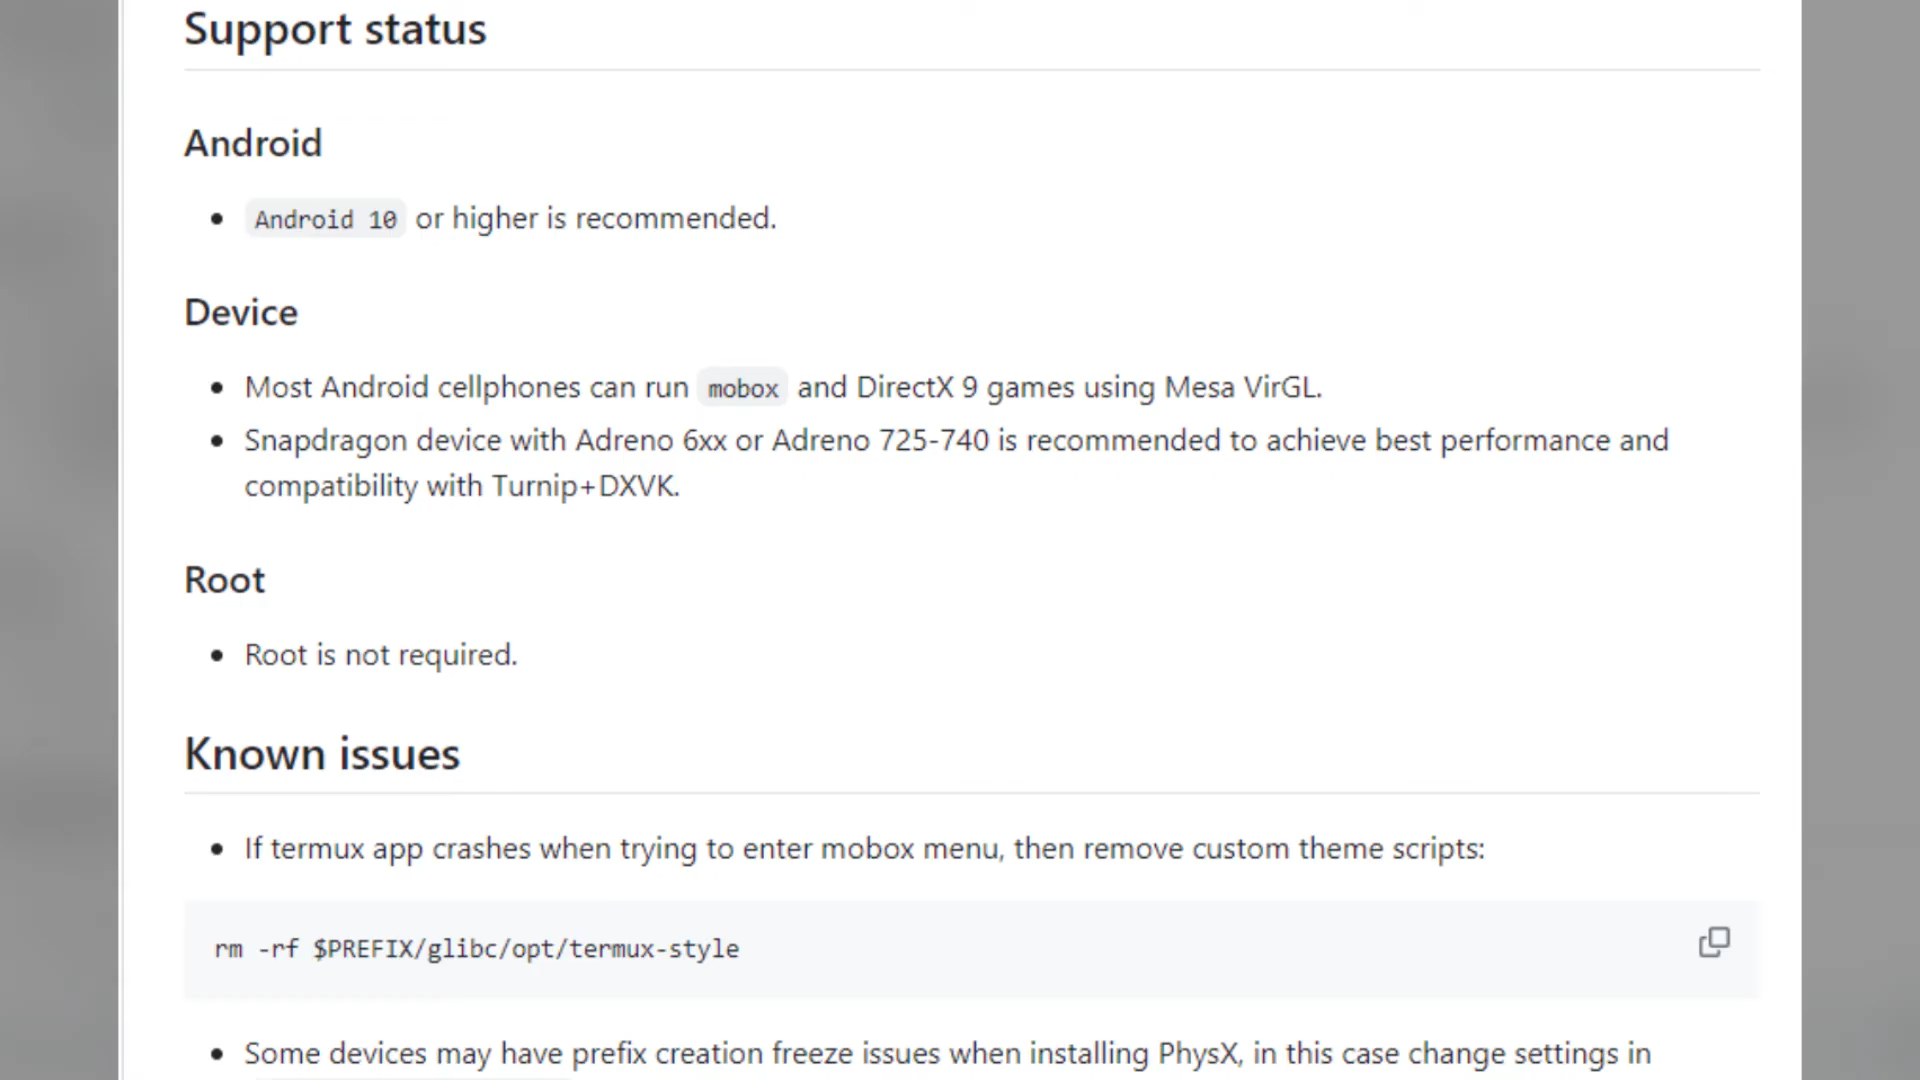 Support status
Android
Android 10 or higher is recommended.
Device
Most Android cellphones can run mobox and DirectX 9 games using Mesa VirGL.
Snapdragon device with Adreno 6xx or Adreno 725-740 is recommended to achieve best performance and
compatibility with Turnip+DXVK.
Root
Root is not required.
Known issues
If termux app crashes when trying to enter mobox menu, then remove custom theme scripts:
rm -rf $PREFIX/glibc/opt/termux-style
Some devices may have prefix creation freeze issues when installing PhysX, in this case change settings in